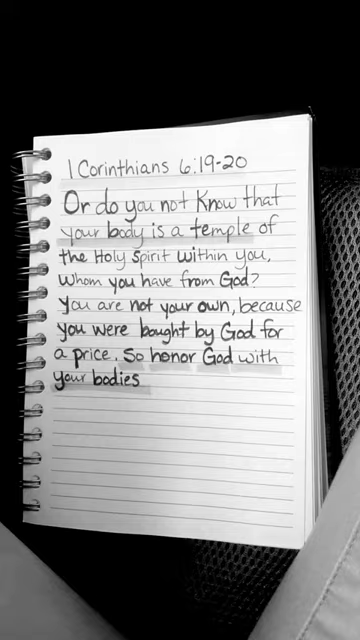 1 Corinthians 6:19-20
Or do you not know that
your body is a temple of
the Holy Spirit within you,
whom you have from God?
You are not your own, because
you were bought by God for
a price. So honor God with
your bodies